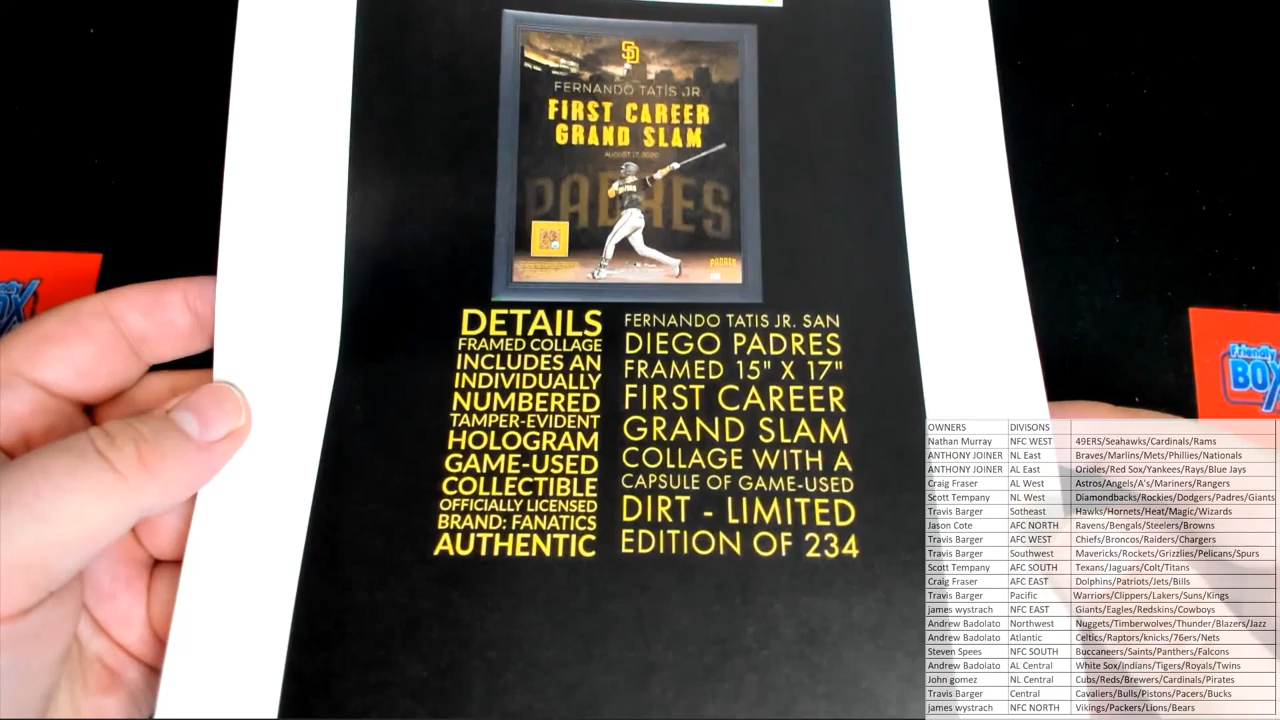 SD
FERNANDO TATÍS JR
FIRST CAREER
GRAND SLAM
AUGUST 17, 2020
PADRES
PADRES
DETAILS
FRAMED COLLAGE
INCLUDES AN
INDIVIDUALLY
NUMBERED
TAMPER-EVIDENT
HOLOGRAM
GAME-USED
COLLECTIBLE
OFFICIALLY LICENSED
BRAND: FANATICS
AUTHENTIC
FERNANDO TATIS JR. SAN
DIEGO PADRES
FRAMED 15" X 17"
FIRST CAREER
GRAND SLAM
COLLAGE WITH A
CAPSULE OF GAME-USED
DIRT - LIMITED
EDITION OF 234
Friendly
BOX
OWNERS DIVISONS
Nathan Murray NFC WEST 49ERS/Seahawks/Cardinals/Rams
ANTHONY JOINER NL East Braves/Marlins/Mets/Phillies/Nationals
ANTHONY JOINER AL East Orioles/Red Sox/Yankees/Rays/Blue Jays
Craig Fraser AL West Astros/Angels/A's/Mariners/Rangers
Scott Tempany NL West Diamondbacks/Rockies/Dodgers/Padres/Giants
Travis Barger Sotheast Hawks/Hornets/Heat/Magic/Wizards
Jason Cote AFC NORTH Ravens/Bengals/Steelers/Browns
Travis Barger AFC WEST Chiefs/Broncos/Raiders/Chargers
Travis Barger Southwest Mavericks/Rockets/Grizzlies/Pelicans/Spurs
Scott Tempany AFC SOUTH Texans/Jaguars/Colt/Titans
Craig Fraser AFC EAST Dolphins/Patriots/Jets/Bills
Travis Barger Pacific Warriors/Clippers/Lakers/Suns/Kings
james wystrach NFC EAST Giants/Eagles/Redskins/Cowboys
Andrew Badolato Northwest Nuggets/Timberwolves/Thunder/Blazers/Jazz
Andrew Badolato Atlantic Celtics/Raptors/knicks/76ers/Nets
Steven Spees NFC SOUTH Buccaneers/Saints/Panthers/Falcons
Andrew Badolato AL Central White Sox/Indians/Tigers/Royals/Twins
John gomez NL Central Cubs/Reds/Brewers/Cardinals/Pirates
Travis Barger Central Cavaliers/Bulls/Pistons/Pacers/Bucks
james wystrach NFC NORTH Vikings/Packers/Lions/Bears